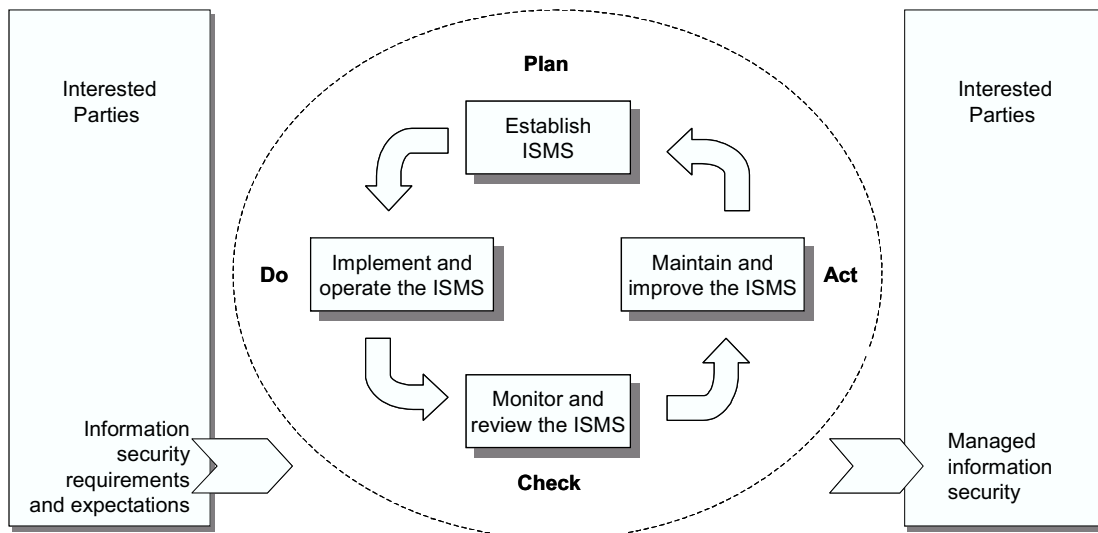 Interested
Parties
Plan
Establish
ISMS
Do
Implement and
operate the ISMS
Maintain and
improve the ISMS
Act
Monitor and
review the ISMS
Check
Information
security
requirements
and expectations
Interested
Parties
Managed
information
security